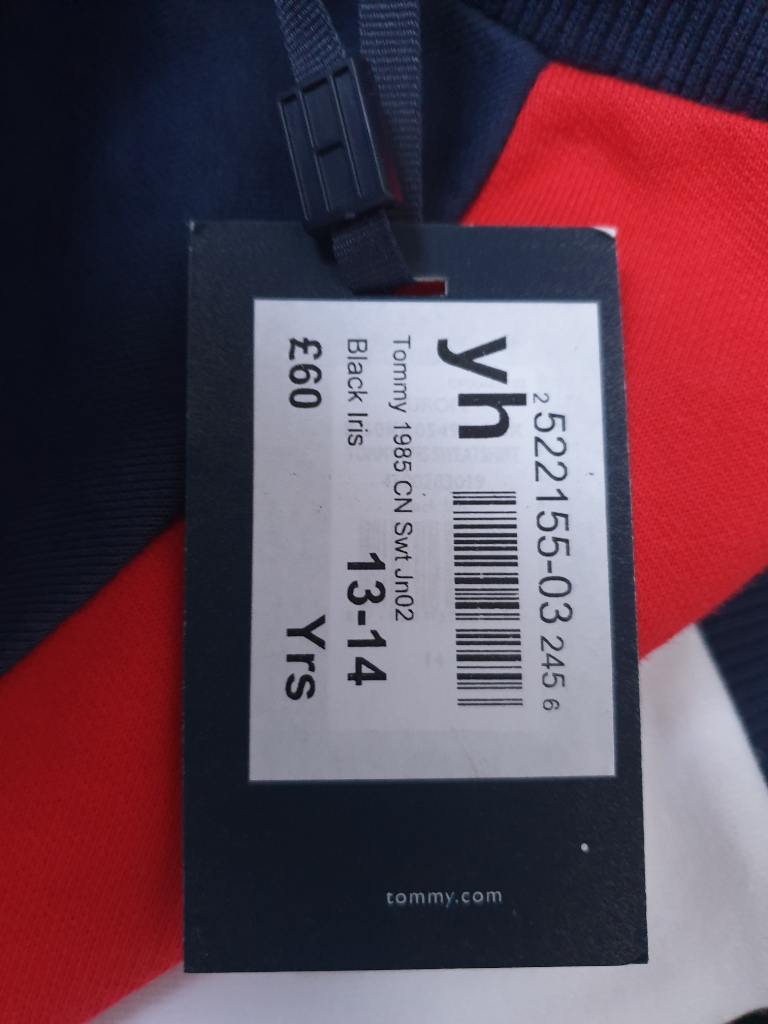 yh
2 522155-03 245 6
Tommy 1985 CN Swt Jn02
Black Iris
13-14
£60
Yrs
tommy.com